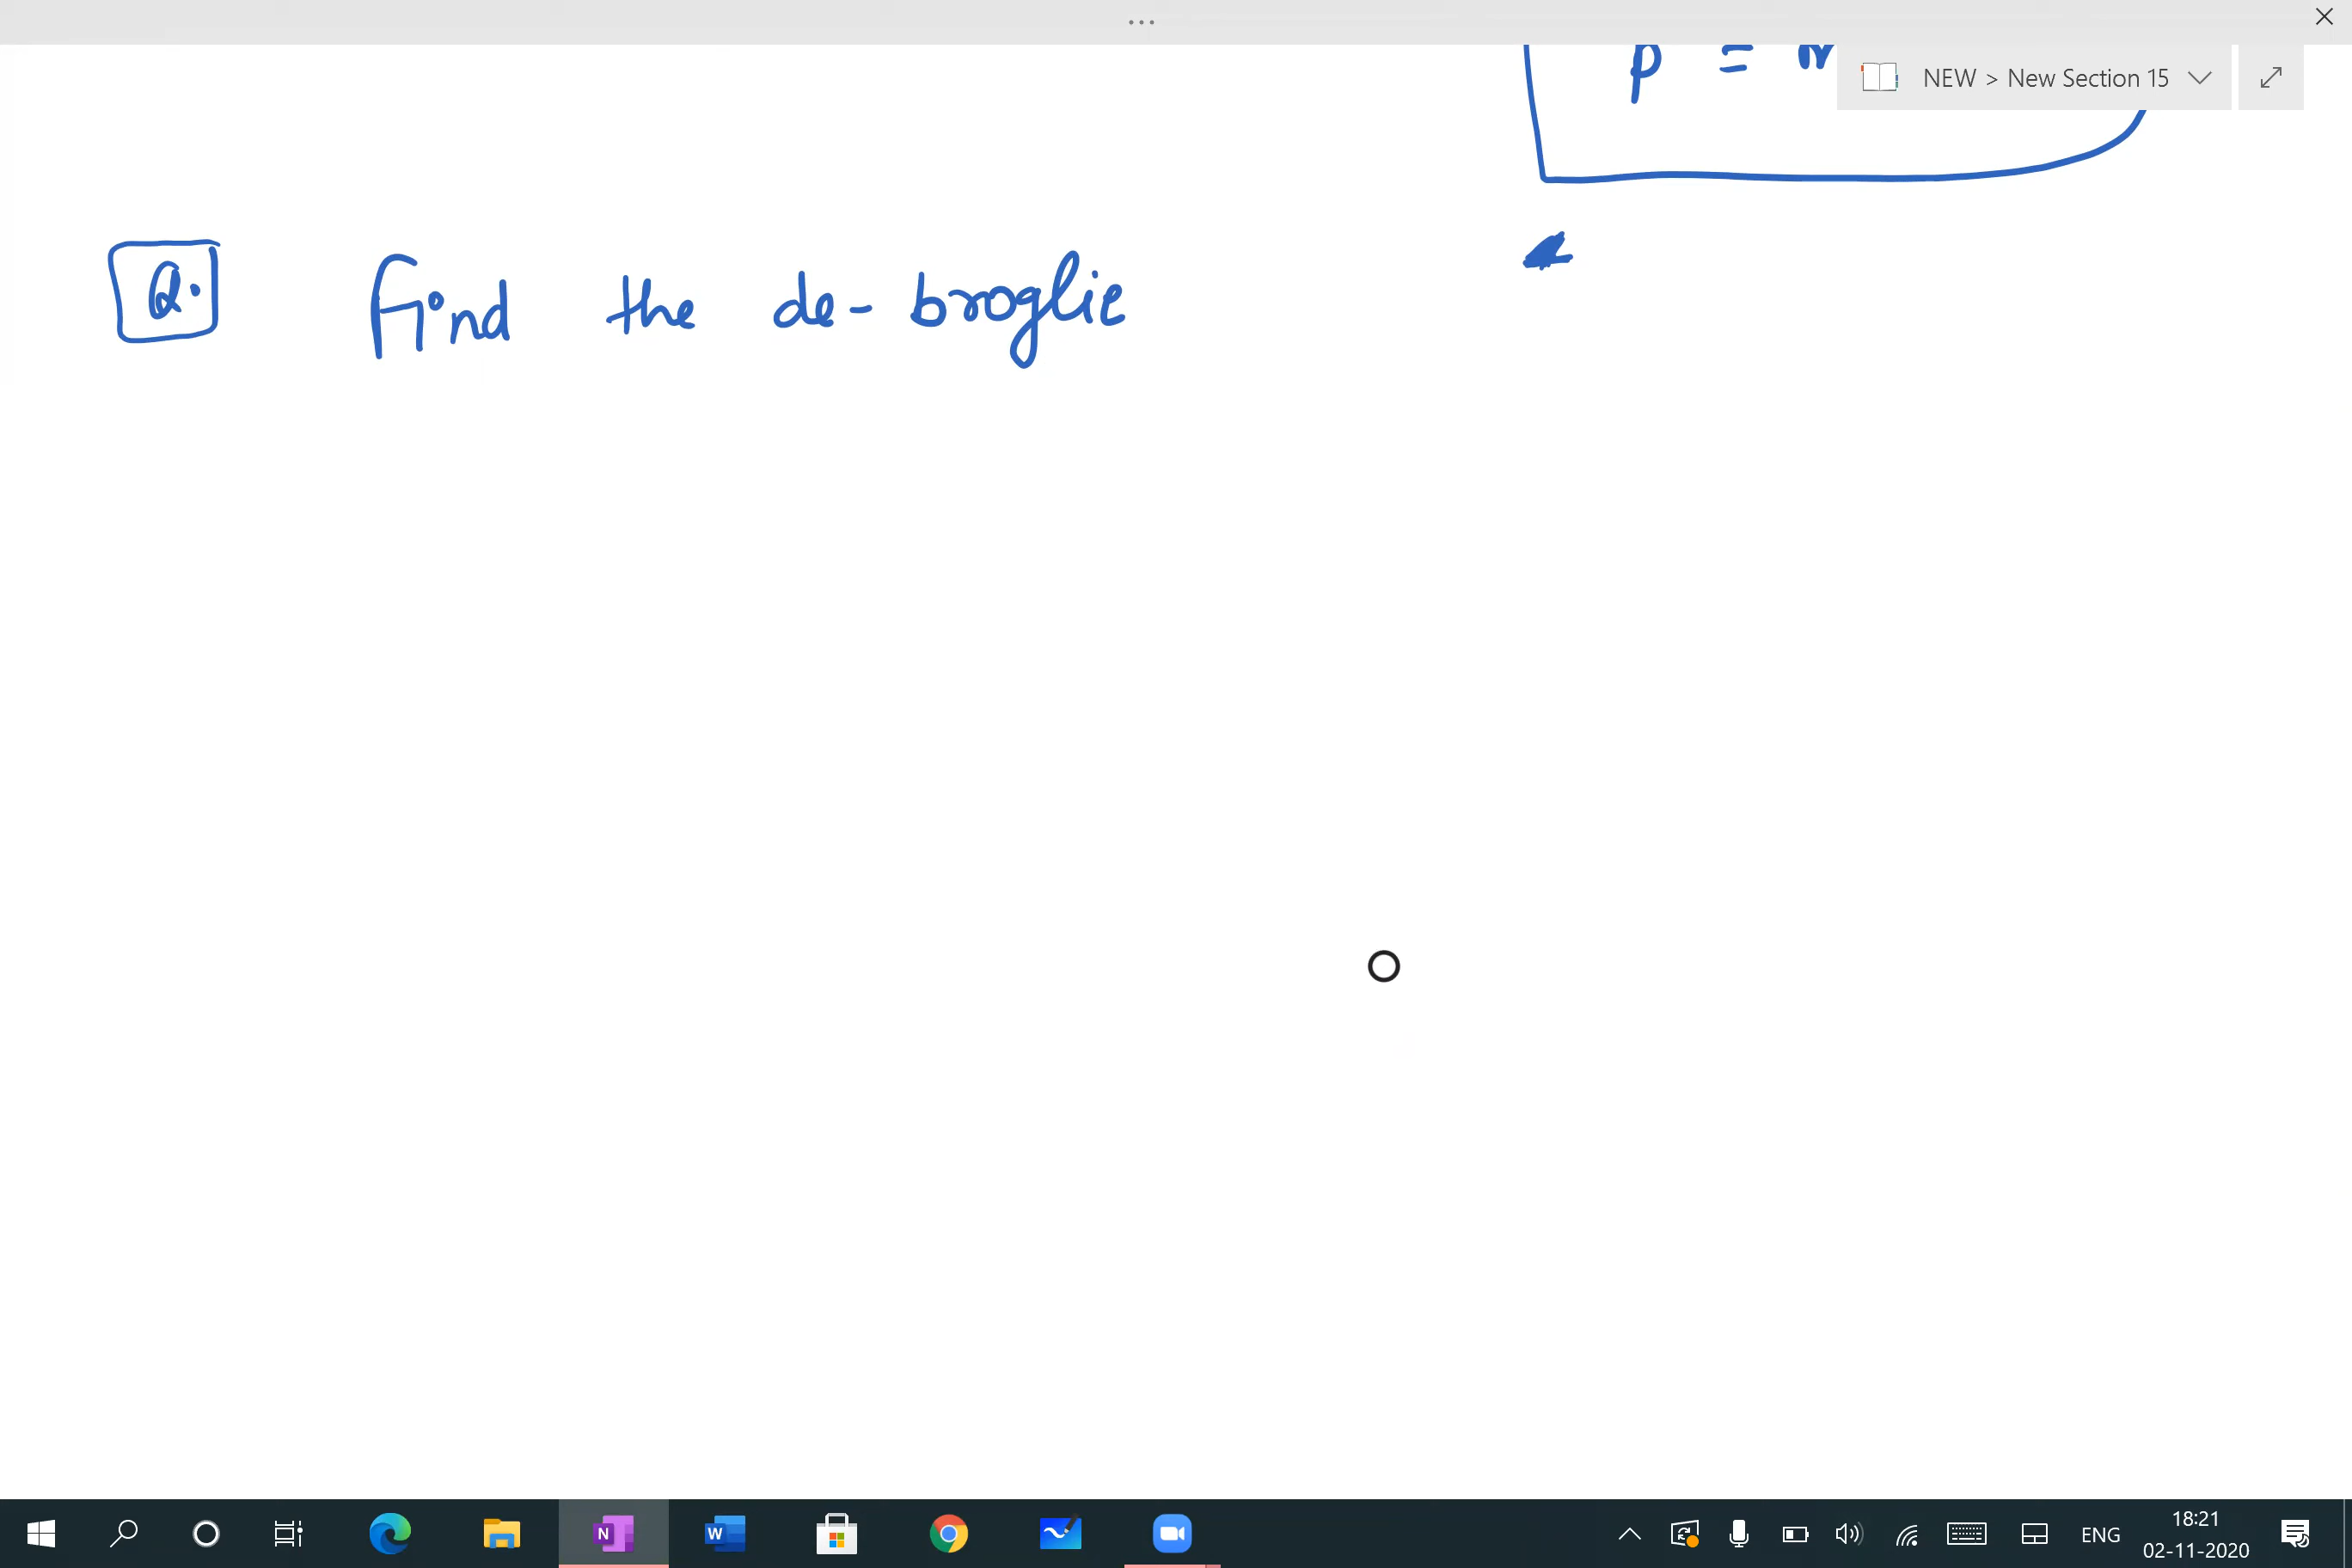 p =
NEW > New Section 15
Q. Find the de-broglie
N
W
ENG
18:21
02-11-2020